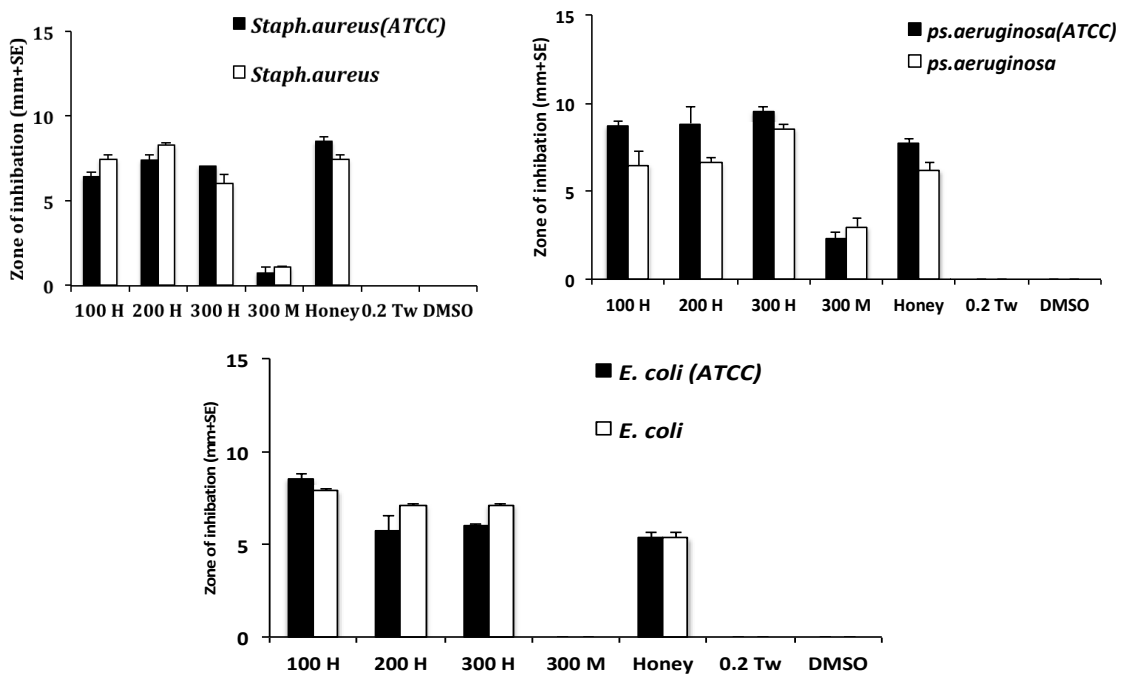 Staph.aureus(ATCC)
Staph.aureus
Zone of inhibation (mm+SE)
15
10
5
0
100 H 200 H 300 H 300 M Honey 0.2 Tw DMSO
ps.aeruginosa(ATCC)
ps.aeruginosa
Zone of inhibation (mm+SE)
15
10
5
0
100 H 200 H 300 H 300 M Honey 0.2 Tw DMSO
E. coli (ATCC)
E. coli
Zone of inhibation (mm+SE)
15
10
5
0
100 H 200 H 300 H 300 M Honey 0.2 Tw DMSO